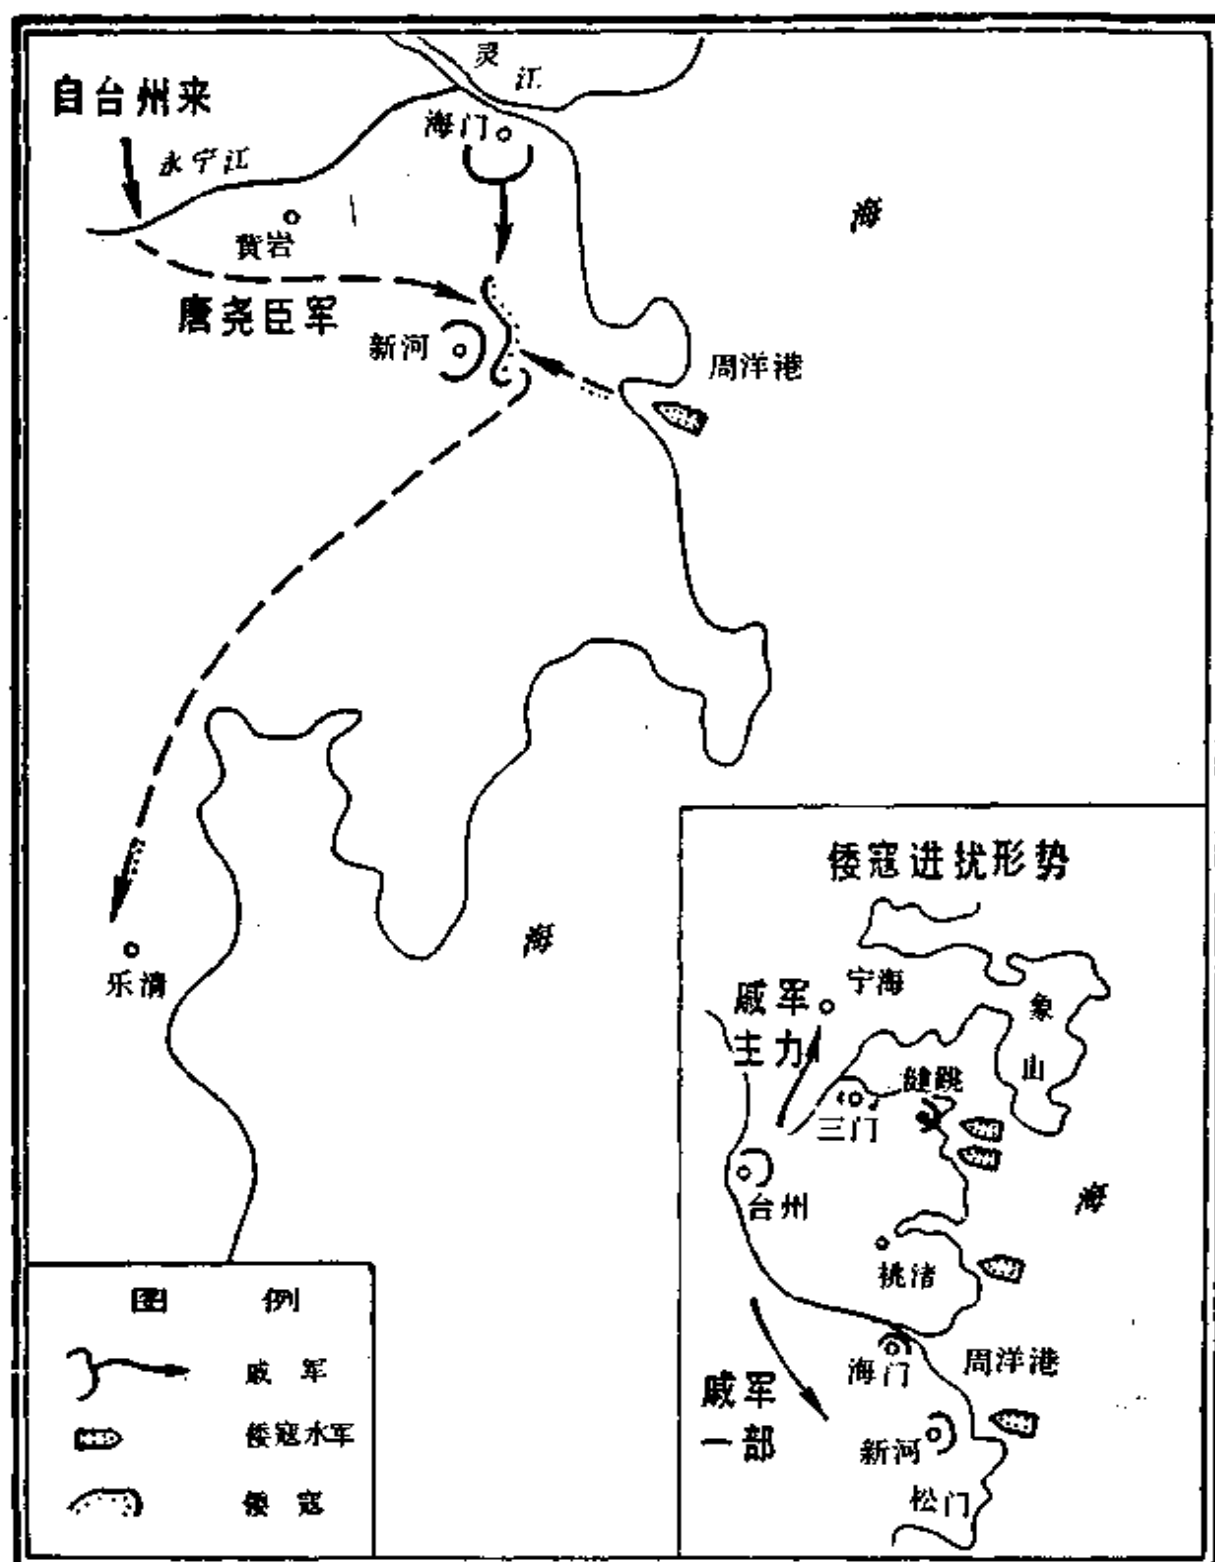 灵
江
自台州来
海门
永宁江
海
黄岩
唐尧臣军
新河
周洋港
海
乐清
倭寇进扰形势
宁海
象
山
戚军
主力
健跳
三门
台州
海
桃渚
海门
周洋港
戚军
一部
新河
松门
图 例
戚 军
倭寇水军
倭 寇